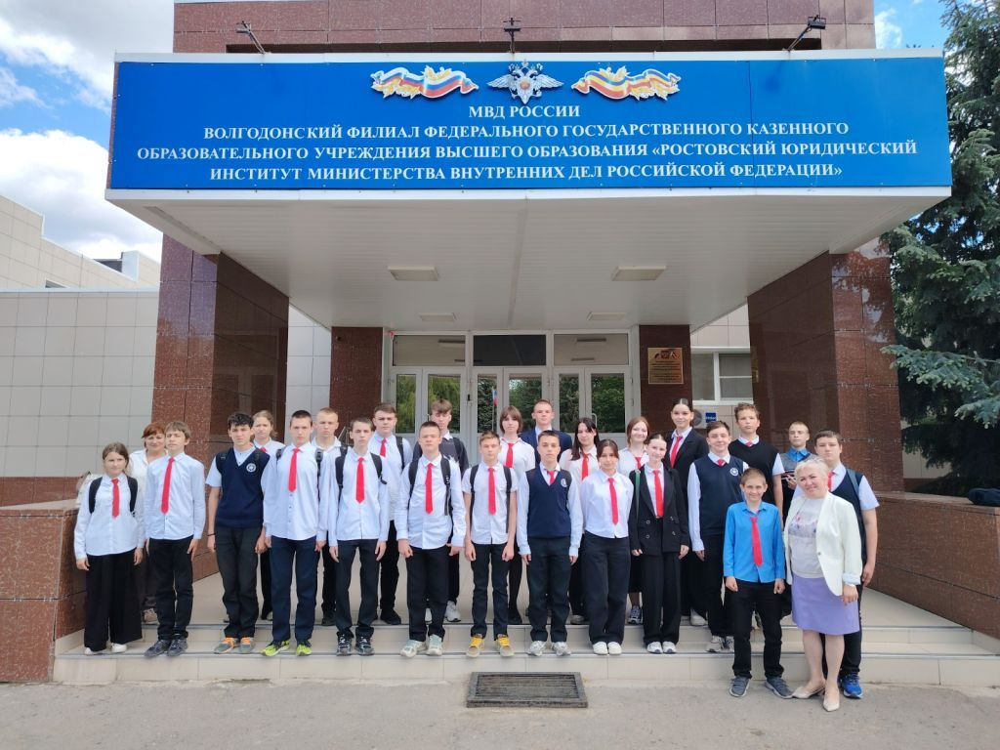 МВД РОССИИ
ВОЛГОДОНСКИЙ ФИЛИАЛ ФЕДЕРАЛЬНОГО ГОСУДАРСТВЕННОГО КАЗЕННОГО
ОБРАЗОВАТЕЛЬНОГО УЧРЕЖДЕНИЯ ВЫСШЕГО ОБРАЗОВАНИЯ «РОСТОВСКИЙ ЮРИДИЧЕСКИЙ
ИНСТИТУТ МИНИСТЕРСТВА ВНУТРЕННИХ ДЕЛ РОССИЙСКОЙ ФЕДЕРАЦИИ»